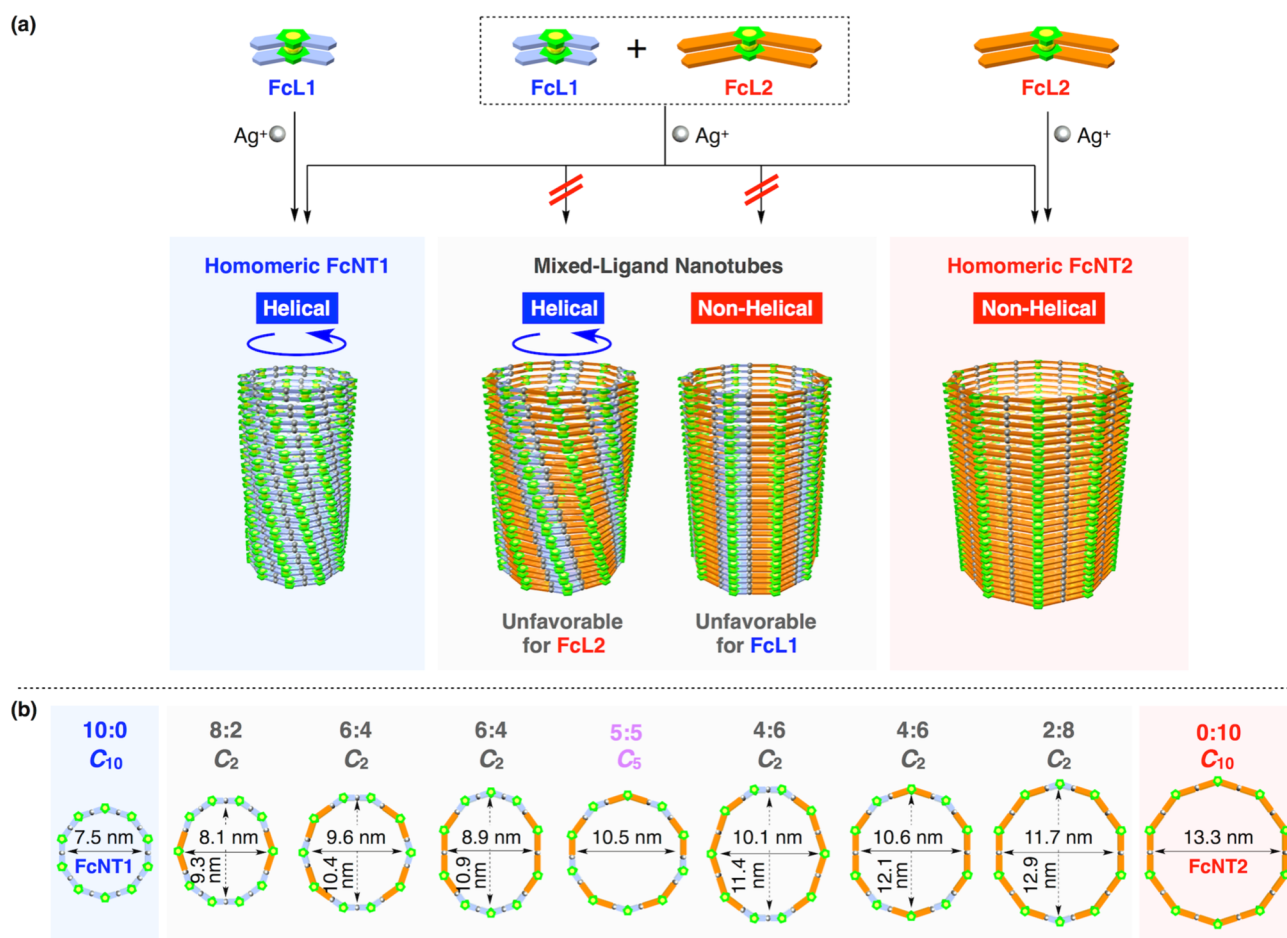 (a)
+
FcL1
FcL1
FcL2
FcL2
Ag⁺
Ag⁺
Ag⁺
Homomeric FcNT1
Mixed-Ligand Nanotubes
Homomeric FcNT2
Helical
Helical
Non-Helical
Non-Helical
Unfavorable
for FcL2
Unfavorable
for FcL1
(b)
10:0
C₁₀
7.5 nm
FcNT1
8:2
C₂
8.1 nm
9.3
nm
6:4
C₂
9.6 nm
10.4
nm
6:4
C₂
8.9 nm
10.9
nm
5:5
C₅
10.5 nm
4:6
C₂
10.1 nm
11.4
nm
4:6
C₂
10.6 nm
12.1
nm
2:8
C₂
11.7 nm
12.9
nm
0:10
C₁₀
13.3 nm
FcNT2